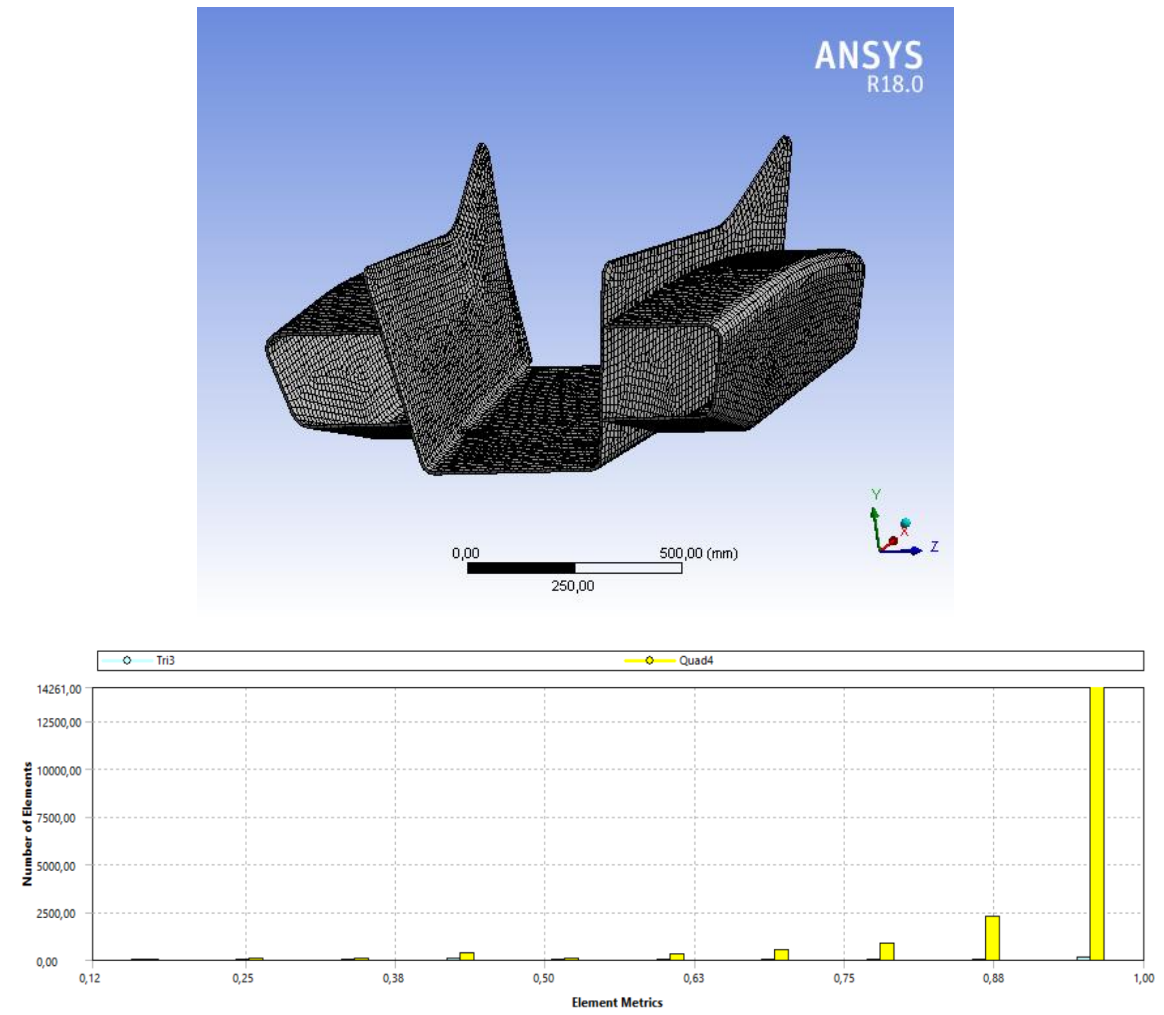 ANSYS
R18.0
Y
X
Z
0,00
500,00 (mm)
250,00
Tri3
Quad4
14261,00
12500,00
10000,00
7500,00
5000,00
2500,00
0,00
Number of Elements
0,12
0,25
0,38
0,50
0,63
0,75
0,88
1,00
Element Metrics